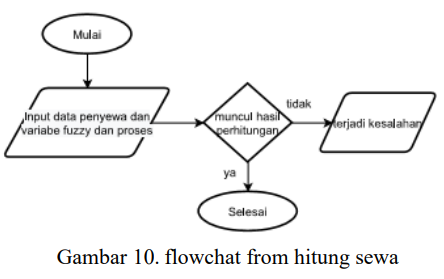 Mulai
Input data penyewa dan
variabe fuzzy dan proses
muncul hasil
perhitungan
tidak
terjadi kesalahan
ya
Selesai
Gambar 10. flowchat from hitung sewa